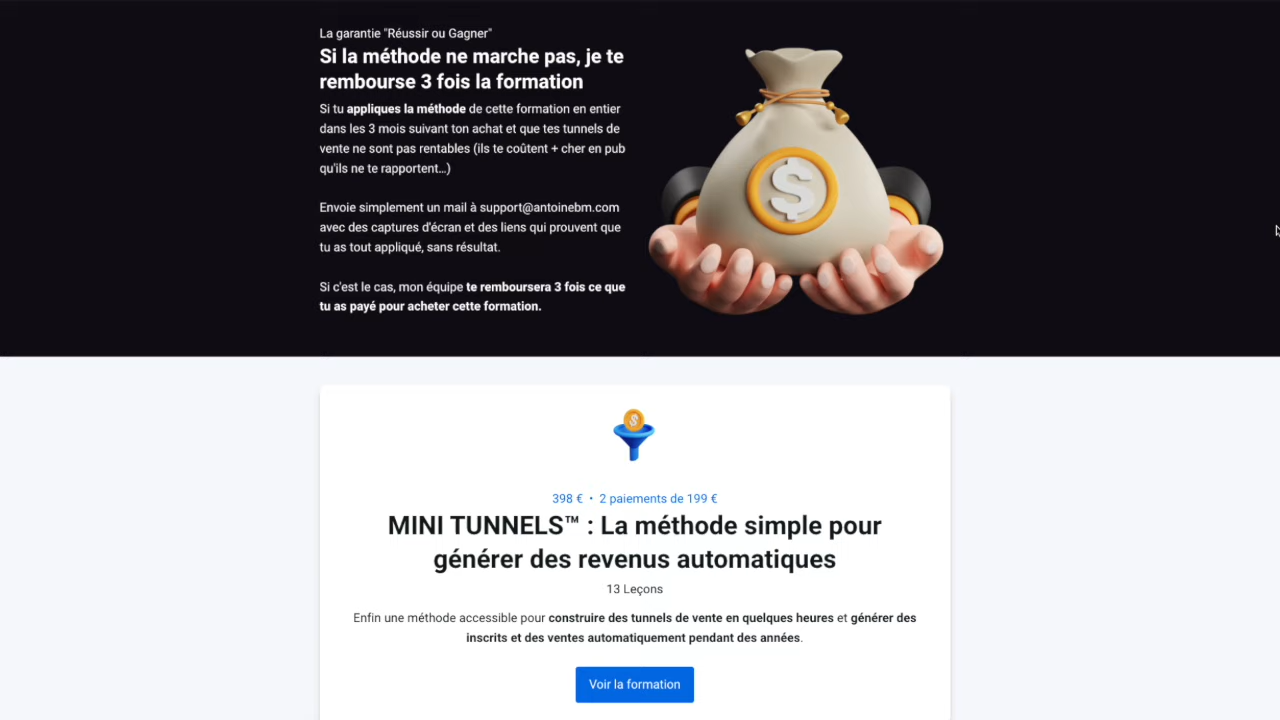 La garantie "Réussir ou Gagner"
Si la méthode ne marche pas, je te
rembourse 3 fois la formation
Si tu appliques la méthode de cette formation en entier
dans les 3 mois suivant ton achat et que tes tunnels de
vente ne sont pas rentables (ils te coûtent + cher en pub
qu'ils ne te rapportent...)
Envoie simplement un mail à support@antoinebm.com
avec des captures d'écran et des liens qui prouvent que
tu as tout appliqué, sans résultat.
Si c'est le cas, mon équipe te remboursera 3 fois ce que
tu as payé pour acheter cette formation.
$
$
398 € • 2 paiements de 199 €
MINI TUNNELS™ : La méthode simple pour
générer des revenus automatiques
13 Leçons
Enfin une méthode accessible pour construire des tunnels de vente en quelques heures et générer des
inscrits et des ventes automatiquement pendant des années.
Voir la formation